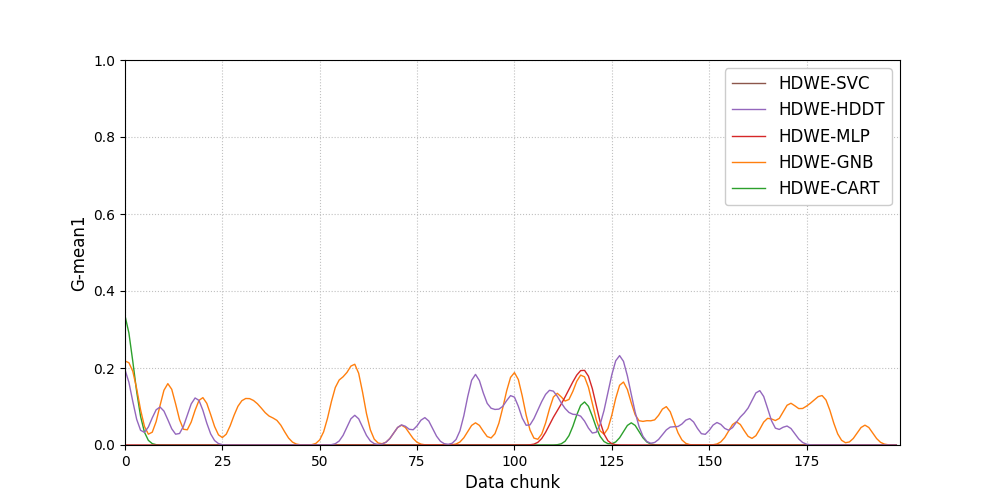 1.0
0.8
0.6
0.4
0.2
0.0
G-mean1
HDWE-SVC
HDWE-HDDT
HDWE-MLP
HDWE-GNB
HDWE-CART
0 25 50 75 100 125 150 175
Data chunk